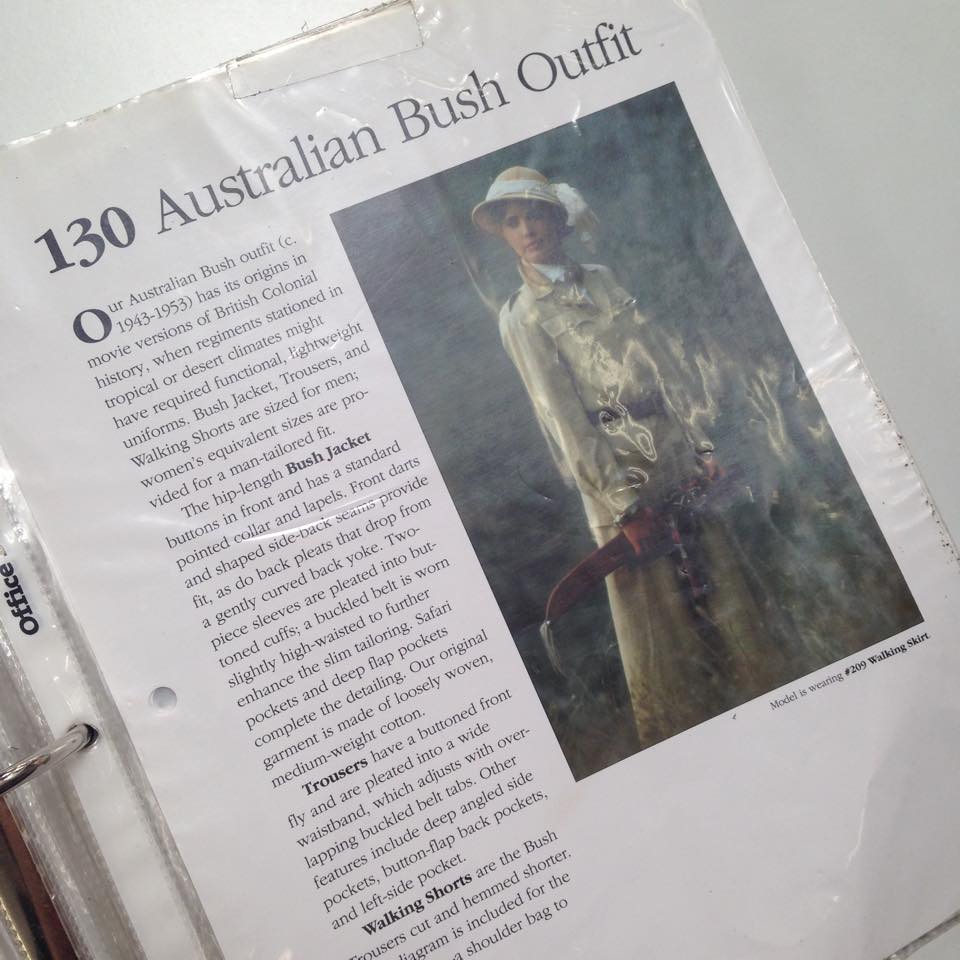 130 Australian Bush Outfit
Our Australian Bush outfit (c.
1943-1953) has its origins in
movie versions of British Colonial
history, when regiments stationed in
tropical or desert climates might
have required functional, lightweight
uniforms. Bush Jacket, Trousers, and
Walking Shorts are sized for men;
women's equivalent sizes are pro-
vided for a man-tailored fit.
The hip-length Bush Jacket
buttons in front and has a standard
pointed collar and lapels. Front darts
and shaped side-back seams provide
fit, as do back pleats that drop from
a gently curved back yoke. Two-
piece sleeves are pleated into but-
toned cuffs; a buckled belt is worn
slightly high-waisted to further
enhance the slim tailoring. Safari
pockets and deep flap pockets
complete the detailing. Our original
garment is made of loosely woven,
medium-weight cotton.
Trousers have a buttoned front
fly and are pleated into a wide
waistband, which adjusts with over-
lapping buckled belt tabs. Other
features include deep angled side
pockets, button-flap back pockets,
and left-side pocket.
Walking Shorts are the Bush
Trousers cut and hemmed shorter.
diagram is included for the
a shoulder bag to
Model is wearing #209 Walking Skirt
office